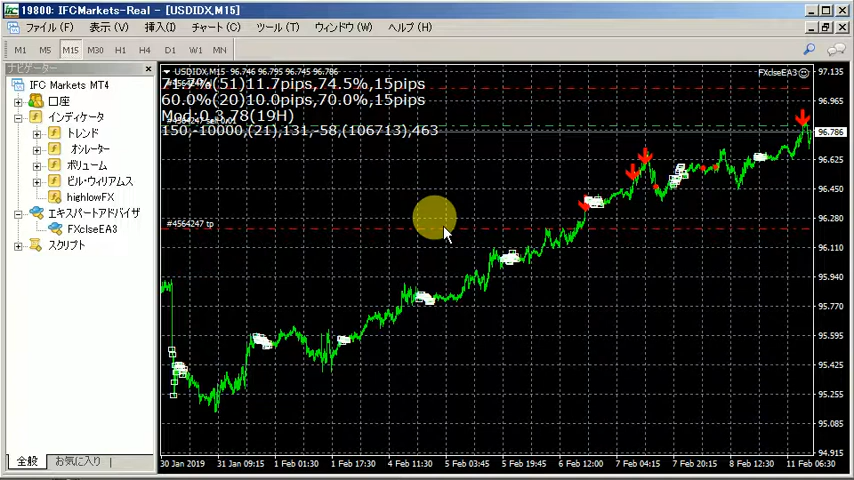 19800: IFCMarkets-Real - [USDIDX,M15]
ファイル (F) 表示 (V) 挿入(I) チャート (C) ツール (T) ウィンドウ (W) ヘルプ (H)
M1 M5 M15 M30 H1 H4 D1 W1 MN
ナビゲーター
IFC Markets MT4
口座
インディケータ
トレンド
オシレーター
ボリューム
ビル・ウィリアムス
highlowFX
エキスパートアドバイザ
FXclseEA3
スクリプト
全般 お気に入り
USDIDX,M15 96.746 96.795 96.745 96.786
FXclseEA3
(51)11.7pips,74.5%,15pips
60.0%(20)10.0pips,70.0%,15pips
Mod:0.3.78(19H)
150,-10000,(21),131,-58,(106713),463
#4564247 tp
97.135
96.965
96.786
96.625
96.450
96.280
96.110
95.940
95.770
95.595
95.425
95.255
95.085
94.915
30 Jan 2019 31 Jan 09:15 1 Feb 01:30 1 Feb 17:30 4 Feb 11:30 5 Feb 03:45 5 Feb 19:45 6 Feb 12:00 7 Feb 04:15 7 Feb 20:15 8 Feb 12:30 11 Feb 06:30